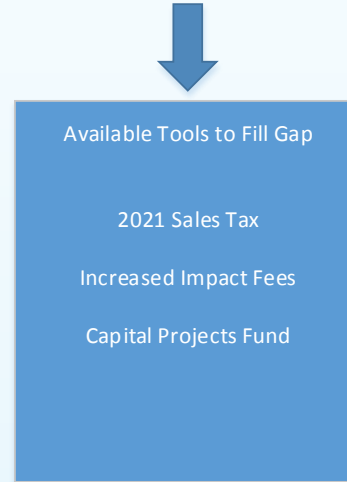 Available Tools to Fill Gap
2021 Sales Tax
Increased Impact Fees
Capital Projects Fund